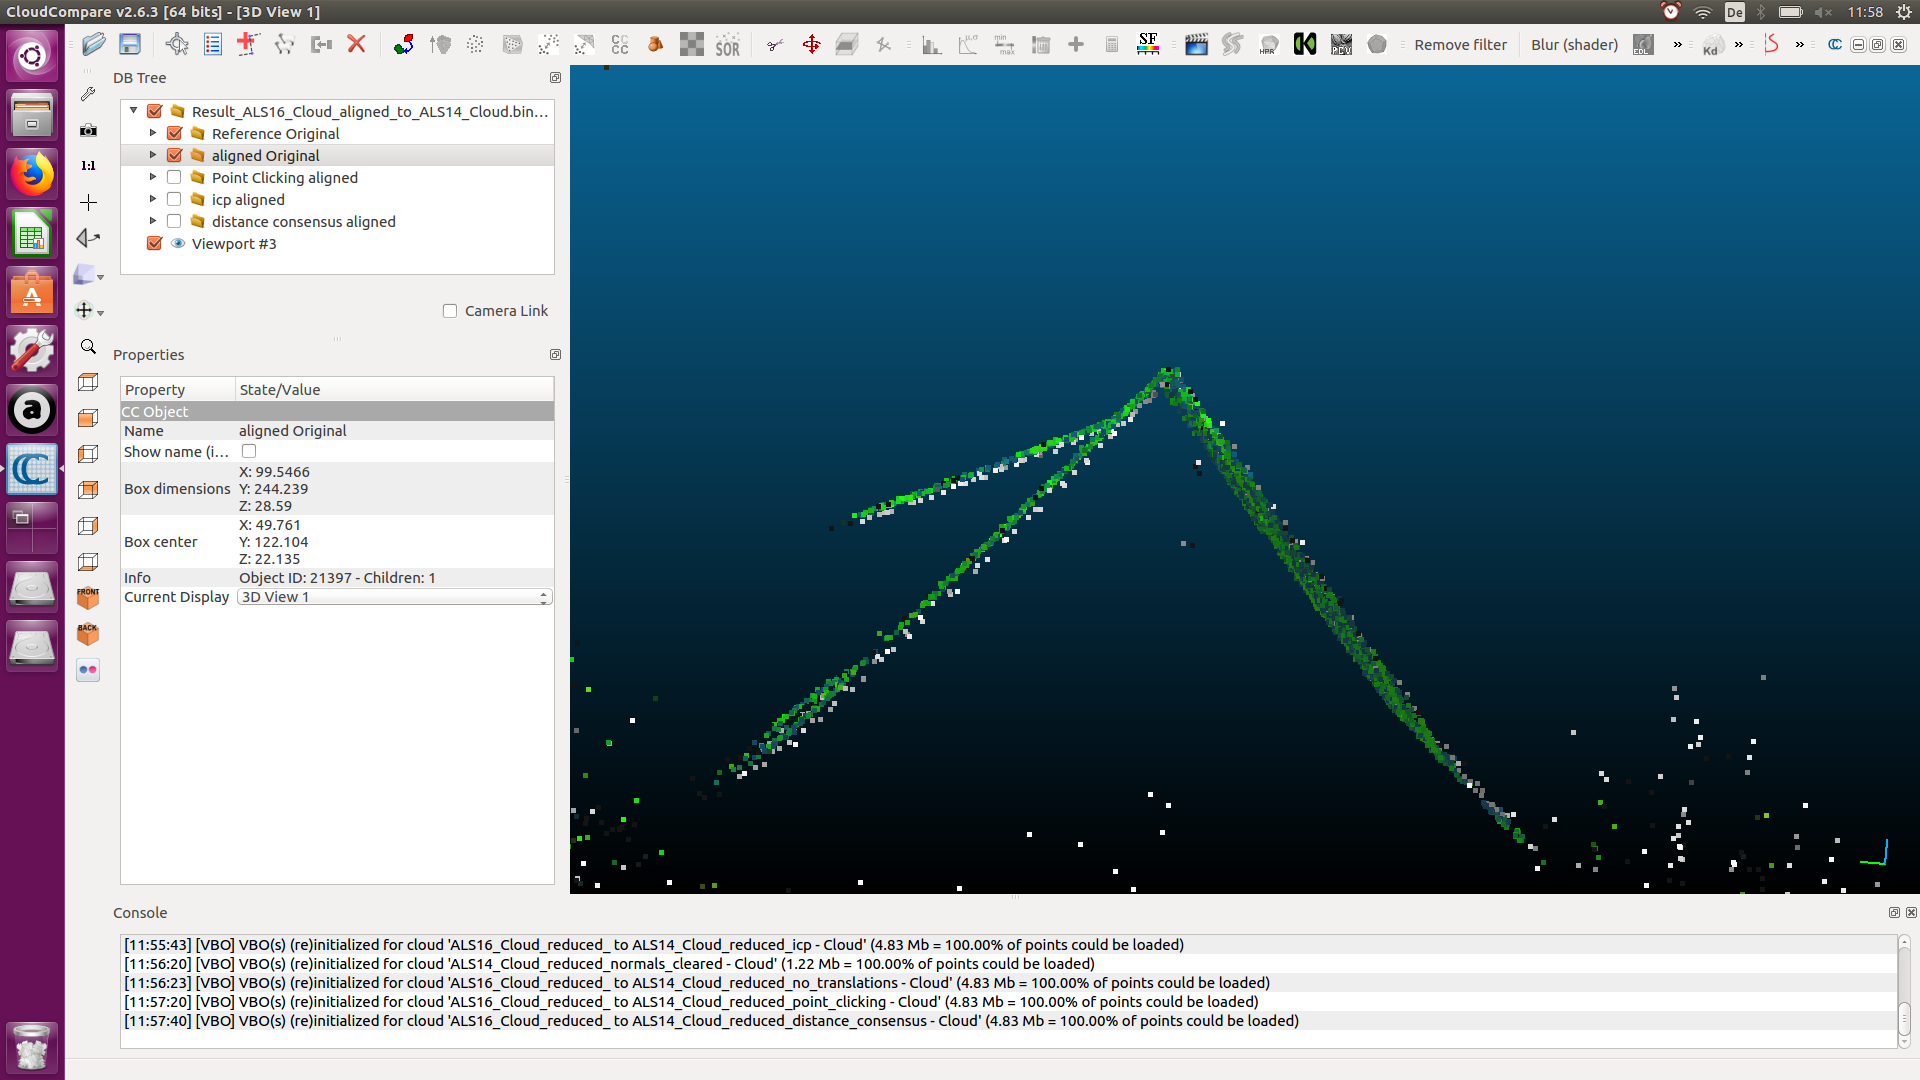 CloudCompare v2.6.3 [64 bits] - [3D View 1]
De
11:58
CC
CC
SOR
SF
HPR
PCV
Remove filter
Blur (shader)
EDL
»
Kd
»
»
DB Tree
Result_ALS16_Cloud_aligned_to_ALS14_Cloud.bin...
Reference Original
aligned Original
Point Clicking aligned
icp aligned
distance consensus aligned
Viewport #3
1:1
Camera Link
Properties
Property State/Value
CC Object
Name aligned Original
Show name (i...
Box dimensions
X: 99.5466
Y: 244.239
Z: 28.59
Box center
X: 49.761
Y: 122.104
Z: 22.135
Info Object ID: 21397 - Children: 1
Current Display 3D View 1
FRONT
BACK
Console
[11:55:43] [VBO] VBO(s) (re)initialized for cloud 'ALS16_Cloud_reduced_ to ALS14_Cloud_reduced_icp - Cloud' (4.83 Mb = 100.00% of points could be loaded)
[11:56:20] [VBO] VBO(s) (re)initialized for cloud 'ALS14_Cloud_reduced_normals_cleared - Cloud' (1.22 Mb = 100.00% of points could be loaded)
[11:56:23] [VBO] VBO(s) (re)initialized for cloud 'ALS16_Cloud_reduced_ to ALS14_Cloud_reduced_no_translations - Cloud' (4.83 Mb = 100.00% of points could be loaded)
[11:57:20] [VBO] VBO(s) (re)initialized for cloud 'ALS16_Cloud_reduced_ to ALS14_Cloud_reduced_point_clicking - Cloud' (4.83 Mb = 100.00% of points could be loaded)
[11:57:40] [VBO] VBO(s) (re)initialized for cloud 'ALS16_Cloud_reduced_ to ALS14_Cloud_reduced_distance_consensus - Cloud' (4.83 Mb = 100.00% of points could be loaded)